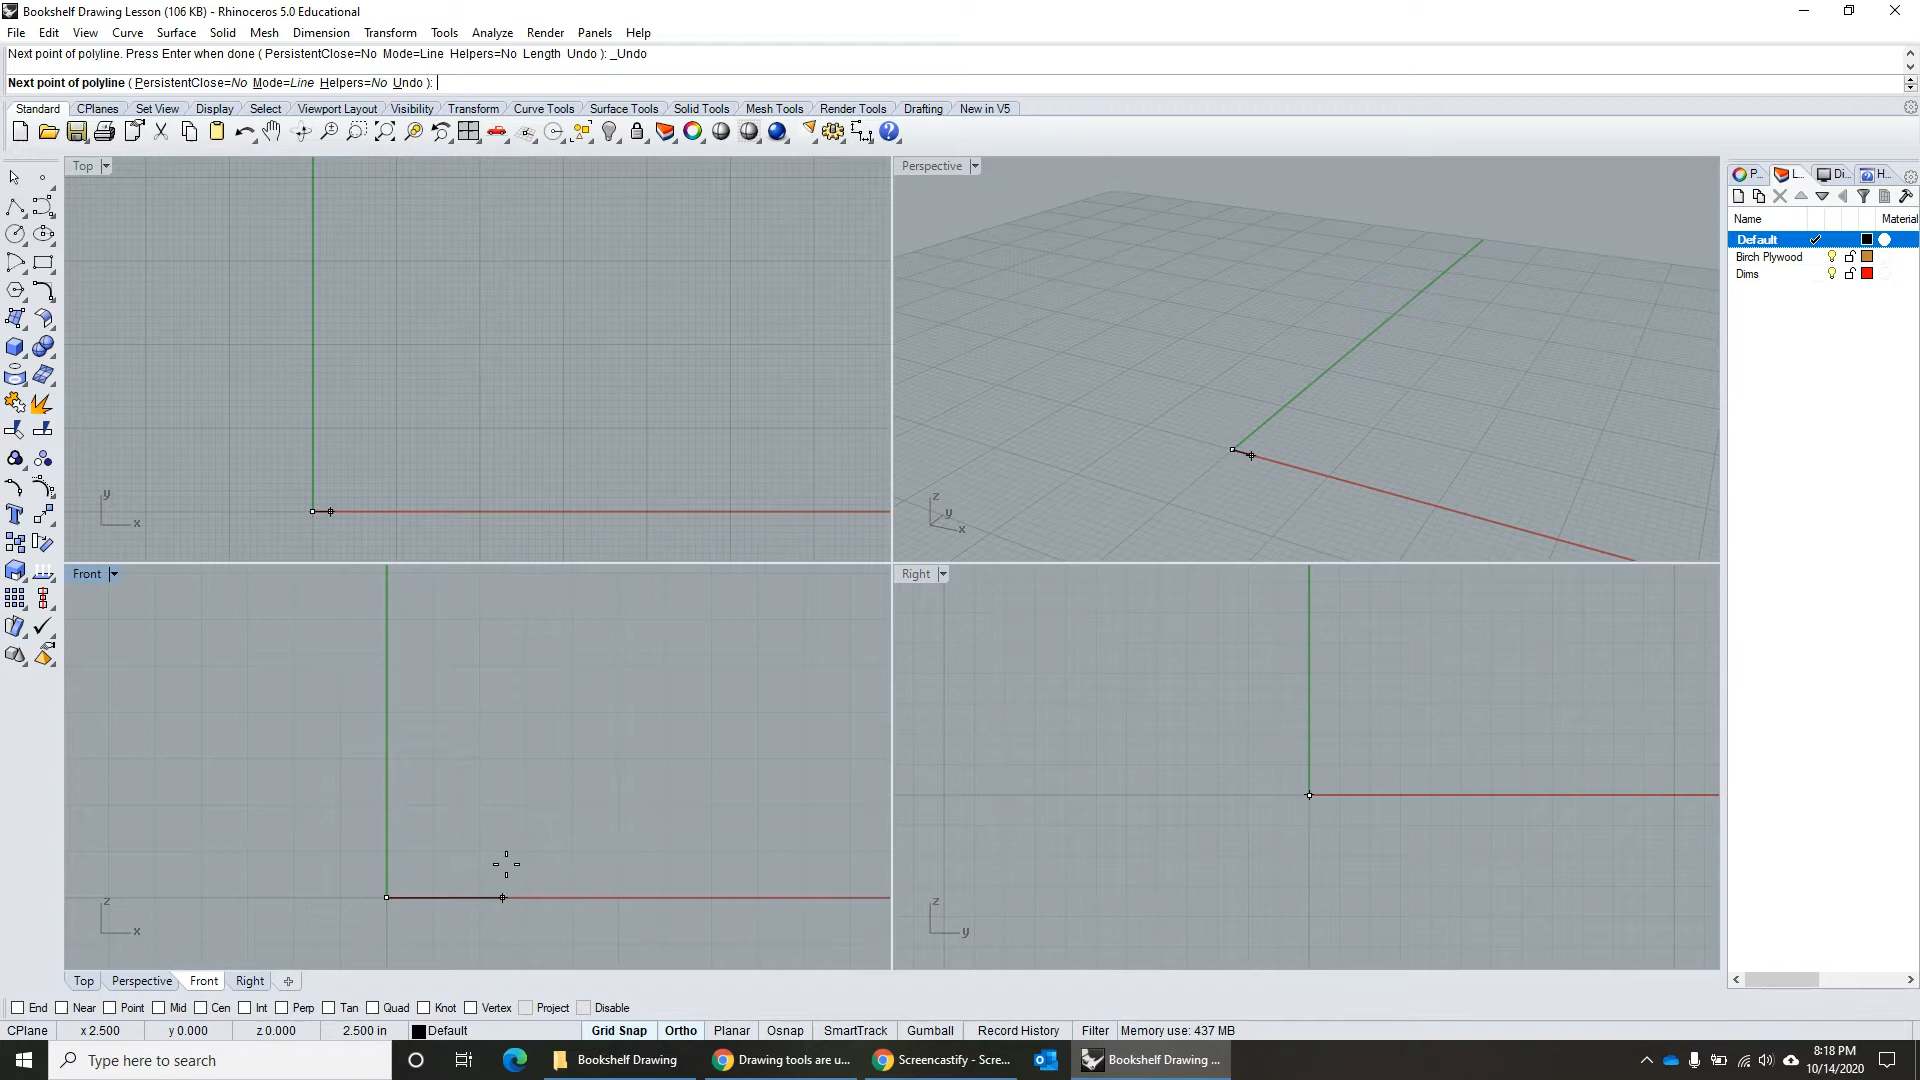 Bookshelf Drawing Lesson (106 KB) - Rhinoceros 5.0 Educational
File Edit View Curve Surface Solid Mesh Dimension Transform Tools Analyze Render Panels Help
Next point of polyline. Press Enter when done ( PersistentClose=No Mode=Line Helpers=No Length Undo ): _Undo
Next point of polyline ( PersistentClose=No Mode=Line Helpers=No Undo ):
Standard CPlanes Set View Display Select Viewport Layout Visibility Transform Curve Tools Surface Tools Solid Tools Mesh Tools Render Tools Drafting New in V5
Top
Perspective
P... L... Di... H...
Name Material
Default
Birch Plywood
Dims
y
x
z
y
x
Front
Right
z
x
z
y
Top Perspective Front Right
End Near Point Mid Cen Int Perp Tan Quad Knot Vertex Project Disable
CPlane x 2.500 y 0.000 z 0.000 2.500 in Default Grid Snap Ortho Planar Osnap SmartTrack Gumball Record History Filter Memory use: 437 MB
Type here to search
Bookshelf Drawing
Drawing tools are u...
Screencastify - Scre...
Bookshelf Drawing ...
8:18 PM
10/14/2020